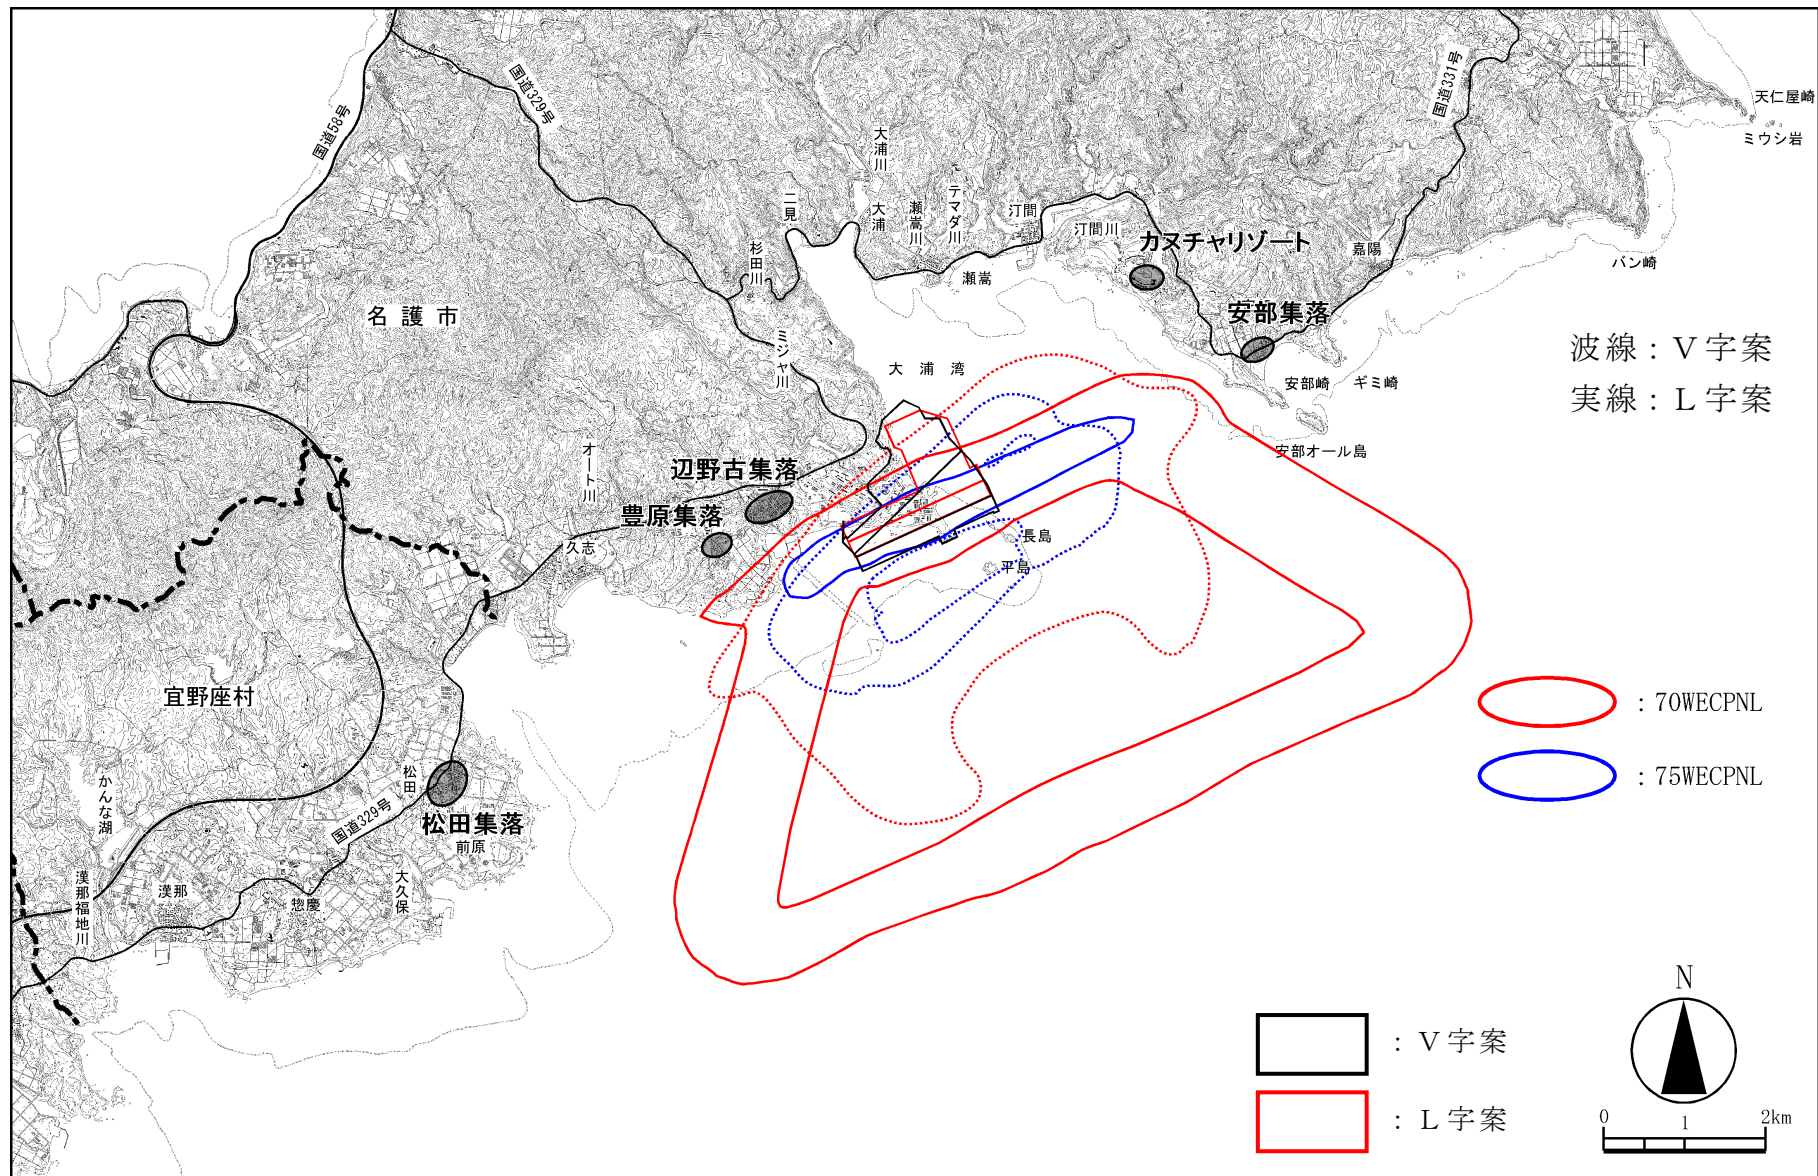 国道58号
国道329号
国道331号
天仁屋崎
ミウシ岩
バン崎
大浦川
二見
大浦
瀬嵩川
テマダ川
汀間
汀間川
カヌチャリゾート
嘉陽
杉田川
瀬嵩
安部集落
名護市
ミジャ川
大浦湾
安部崎
ギミ崎
安部オール島
波線：Ｖ字案
実線：Ｌ字案
オート川
辺野古集落
豊原集落
久志
長島
平島
宜野座村
：70WECPNL
：75WECPNL
かんな湖
松田
国道329号
松田集落
前原
漢那福地川
漢那
惣慶
大久保
N
：Ｖ字案
：Ｌ字案
0 1 2km